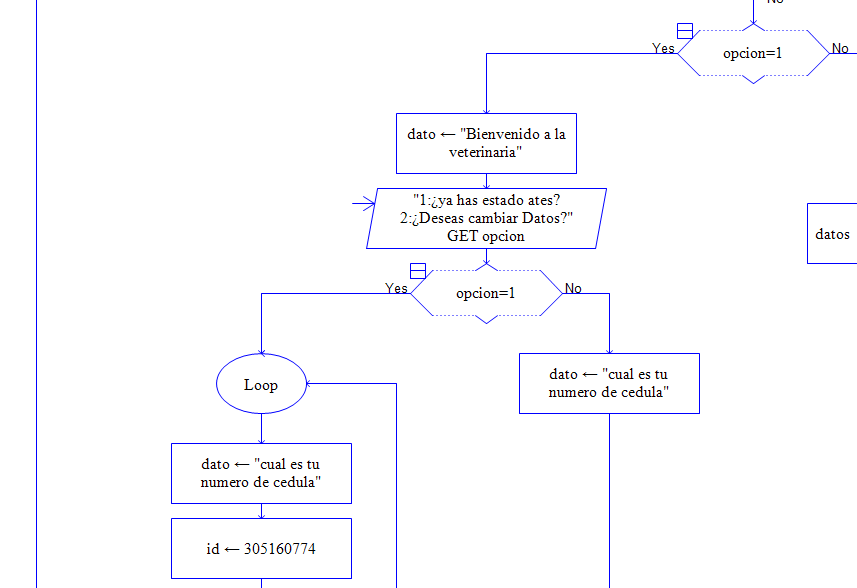 No
opcion=1
Yes
No
dato ← "Bienvenido a la
veterinaria"
"1:¿ya has estado ates?
2:¿Deseas cambiar Datos?"
GET opcion
datos
opcion=1
Yes
No
Loop
dato ← "cual es tu
numero de cedula"
dato ← "cual es tu
numero de cedula"
id ← 305160774